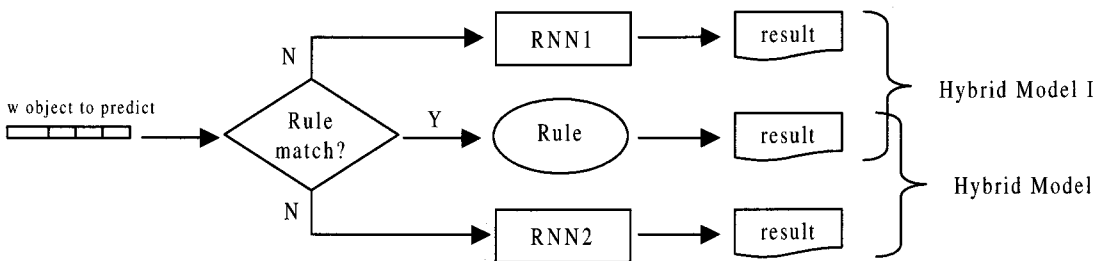 N
RNN1
result
w object to predict
Rule
match?
Y
Rule
result
Hybrid Model I
Hybrid Model
N
RNN2
result